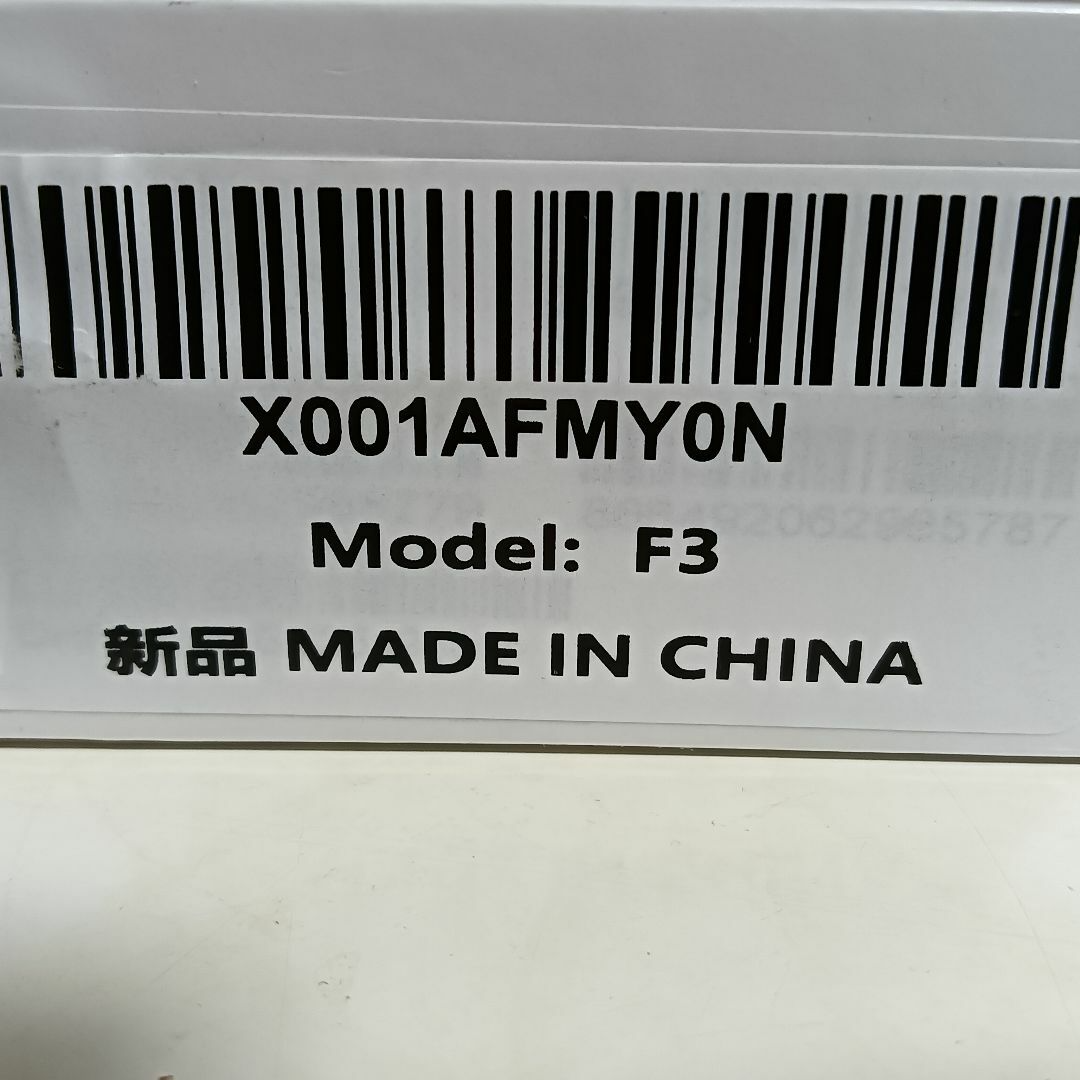 X001AFMY0N
Model: F3
新品 MADE IN CHINA